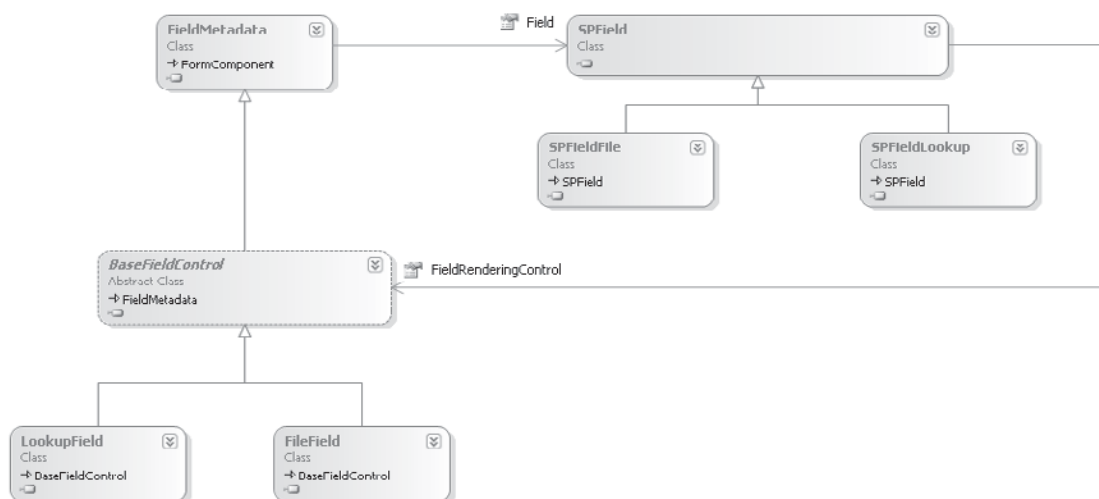 FieldMetadata
Class
FormComponent
Field
SPField
Class
SPFieldFile
Class
SPField
SPFieldLookup
Class
SPField
BaseFieldControl
Abstract Class
FieldMetadata
FieldRenderingControl
LookupField
Class
BaseFieldControl
FileField
Class
BaseFieldControl